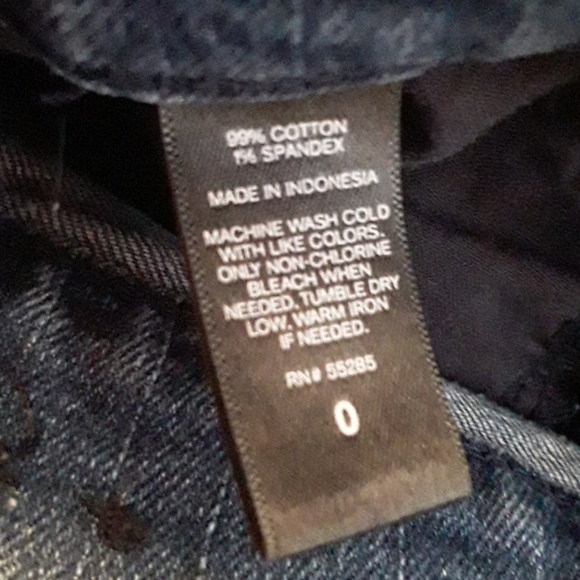 99% COTTON
1% SPANDEX
MADE IN INDONESIA
MACHINE WASH COLD
WITH LIKE COLORS.
ONLY NON-CHLORINE
BLEACH WHEN
NEEDED. TUMBLE DRY
LOW. WARM IRON
IF NEEDED.
RN# 55285
0